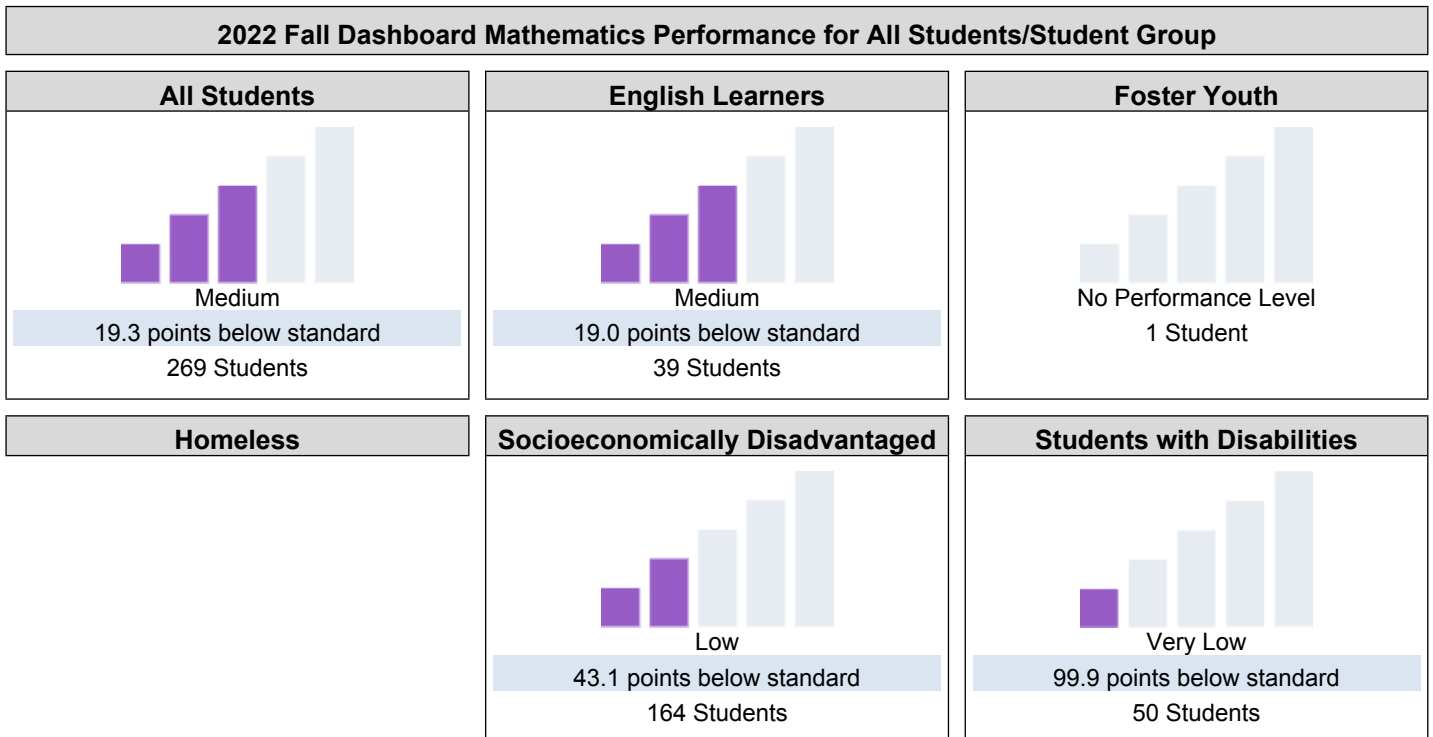 2022 Fall Dashboard Mathematics Performance for All Students/Student Group
All Students
Medium
19.3 points below standard
269 Students
English Learners
Medium
19.0 points below standard
39 Students
Foster Youth
No Performance Level
1 Student
Homeless
Socioeconomically Disadvantaged
Low
43.1 points below standard
164 Students
Students with Disabilities
Very Low
99.9 points below standard
50 Students